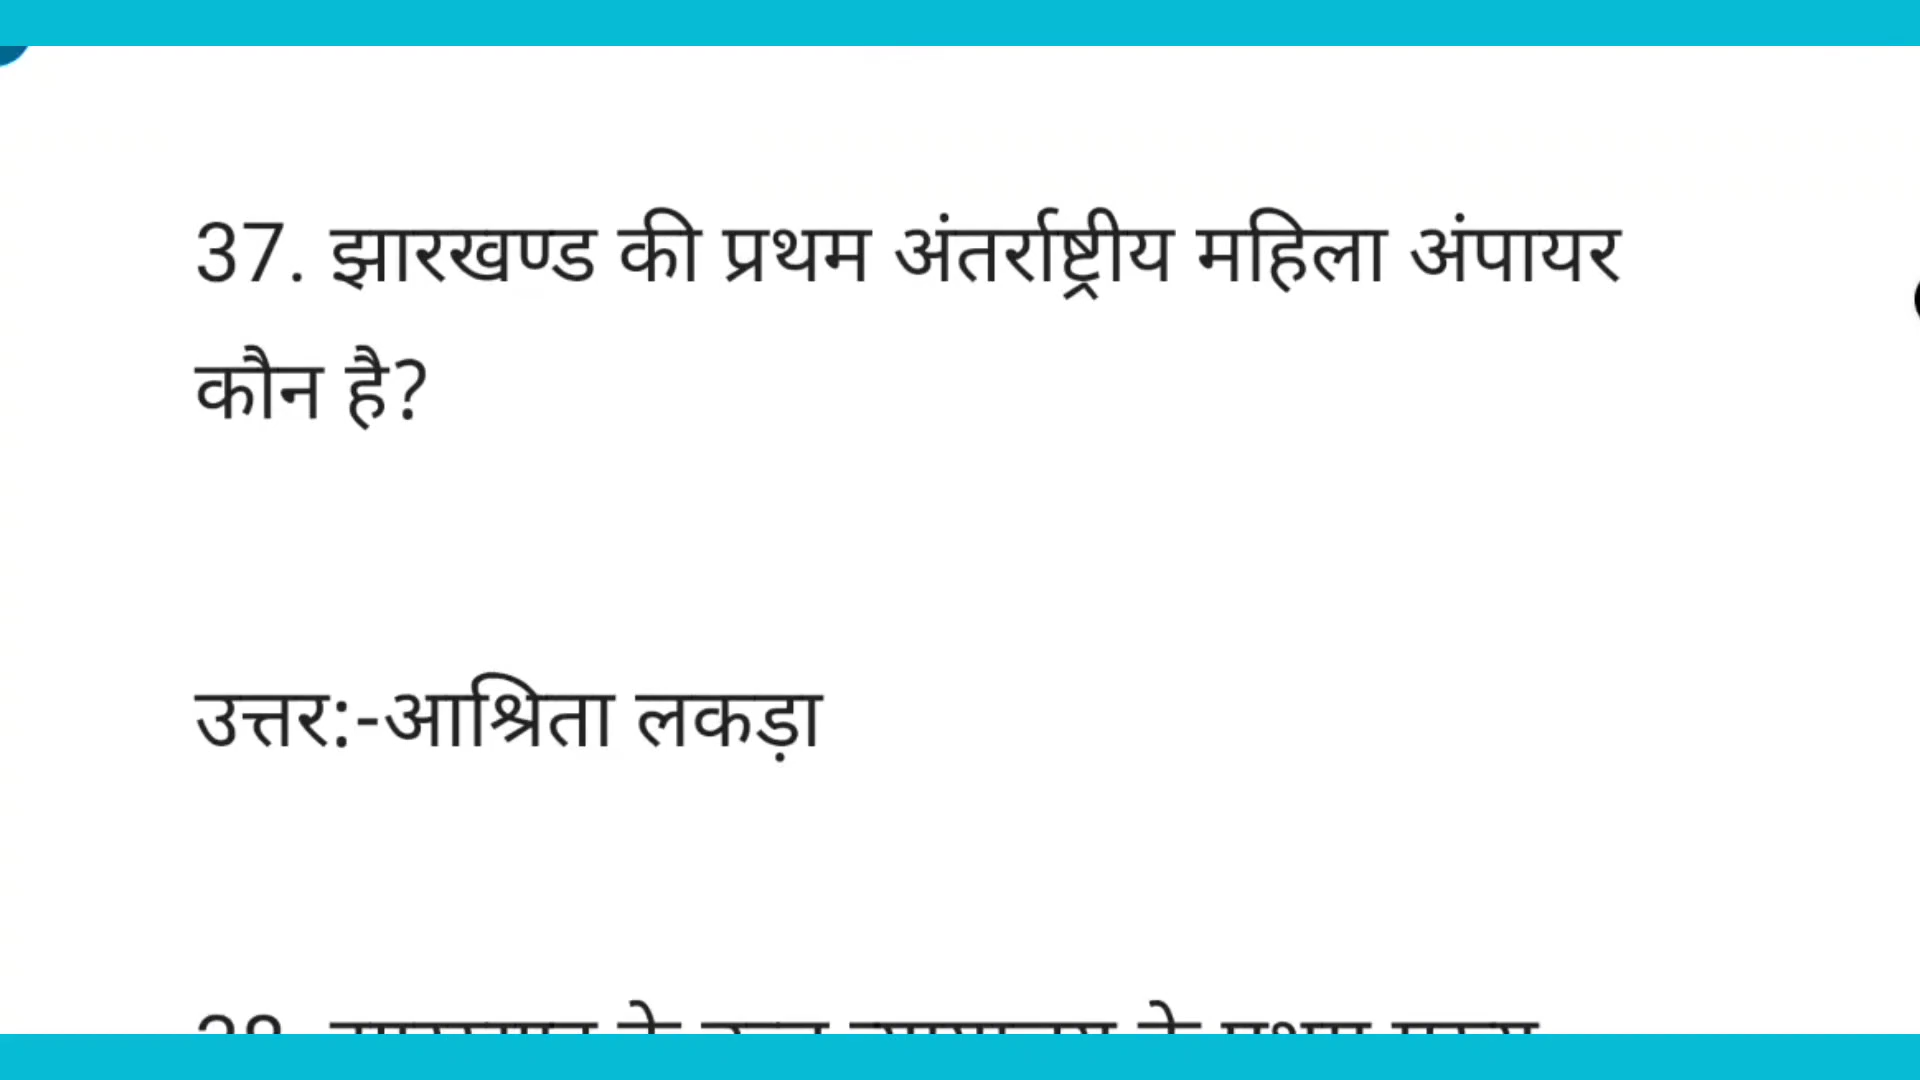 37. झारखण्ड की प्रथम अंतर्राष्ट्रीय महिला अंपायर
कौन है?
उत्तर:-आश्रिता लकड़ा